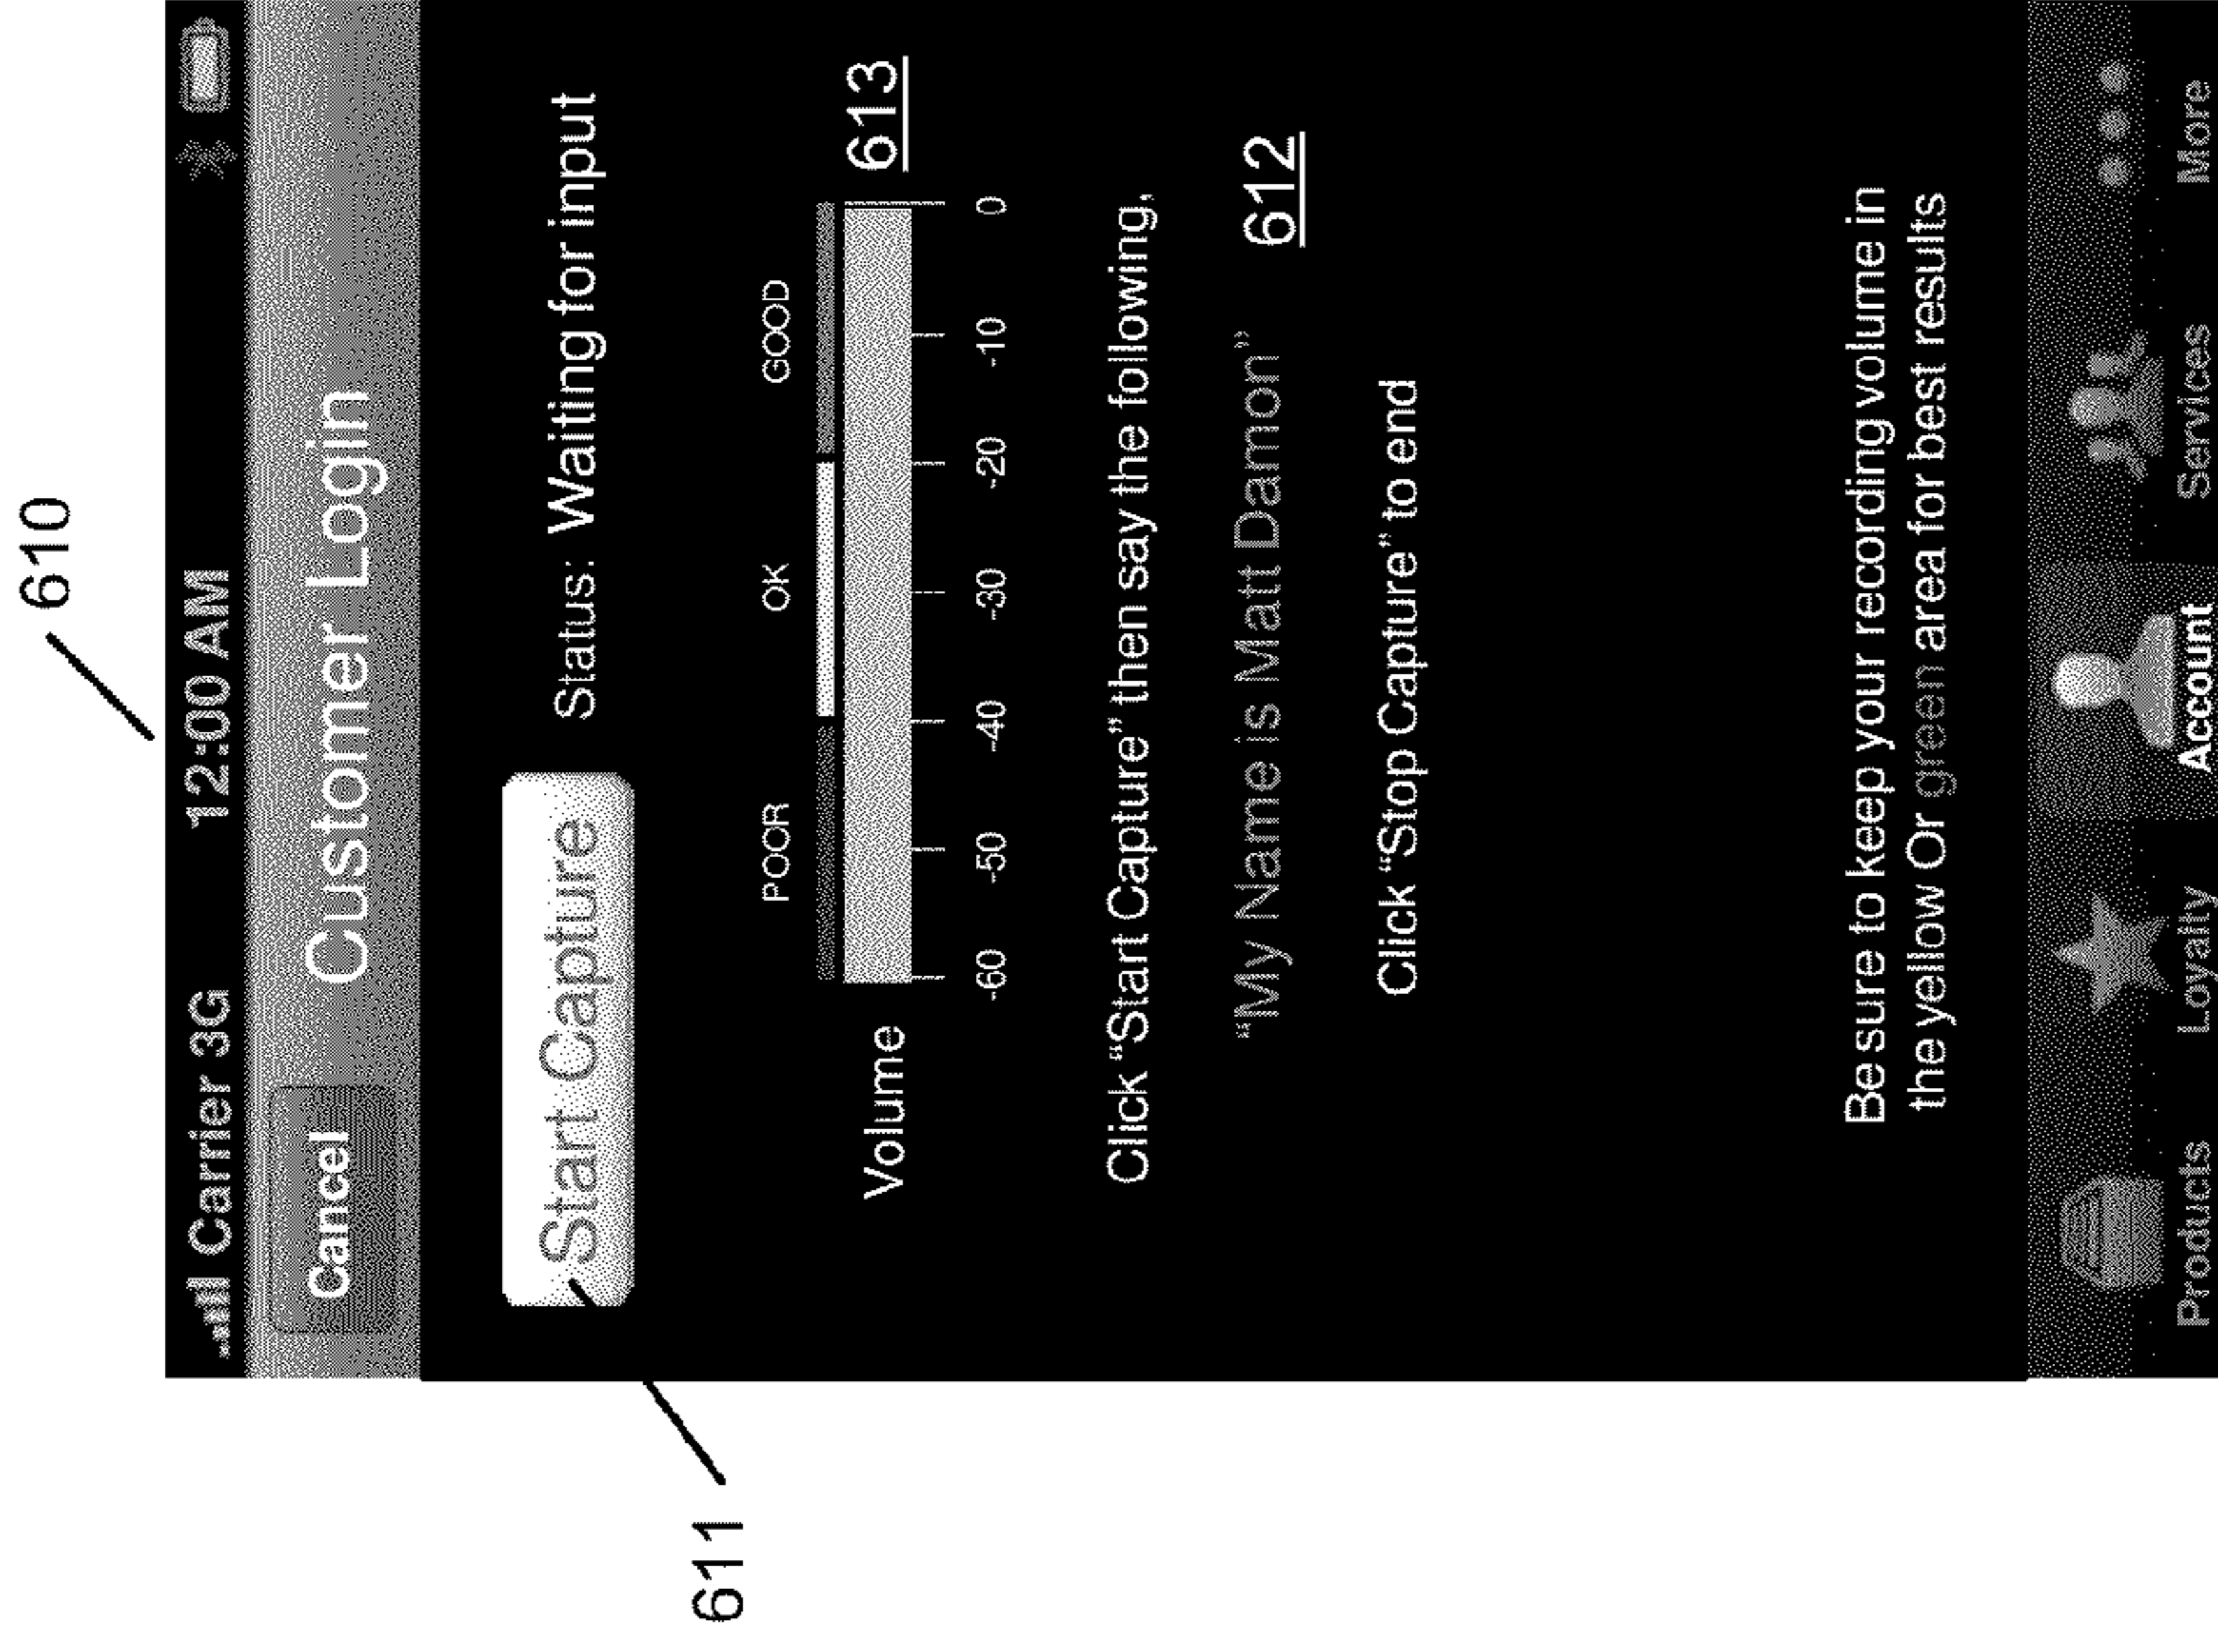 610
Carrier 3G 12:00 AM
Cancel Customer Login
Start Capture Status: Waiting for input
611
POOR OK GOOD
Volume 613
-60 -50 -40 -30 -20 -10 0
Click “Start Capture” then say the following,
“My Name is Matt Damon” 612
Click “Stop Capture” to end
Be sure to keep your recording volume in
the yellow Or green area for best results
Products Loyalty Account Services More